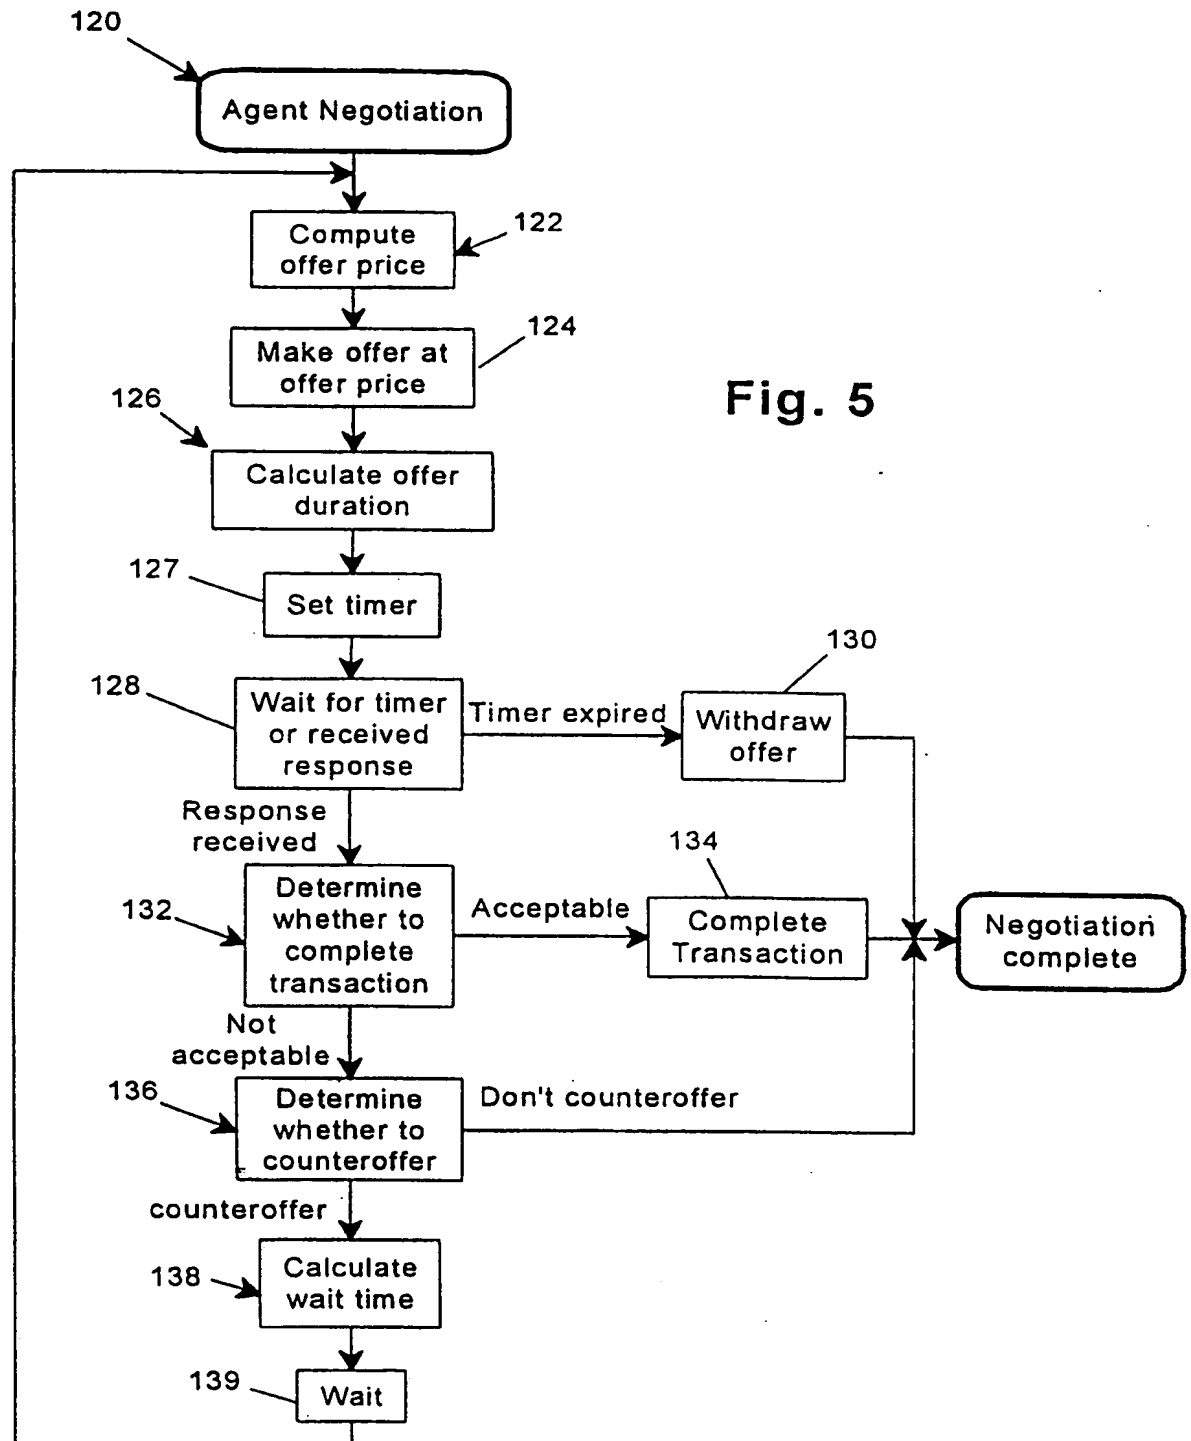 120
Agent Negotiation
Compute
offer price
122
Make offer at
offer price
124
Fig. 5
126
Calculate offer
duration
127
Set timer
128
Wait for timer
or received
response
Timer expired
130
Withdraw
offer
Response
received
132
Determine
whether to
complete
transaction
Acceptable
134
Complete
Transaction
Negotiation
complete
Not
acceptable
136
Determine
whether to
counteroffer
Don't counteroffer
counteroffer
138
Calculate
wait time
139
Wait